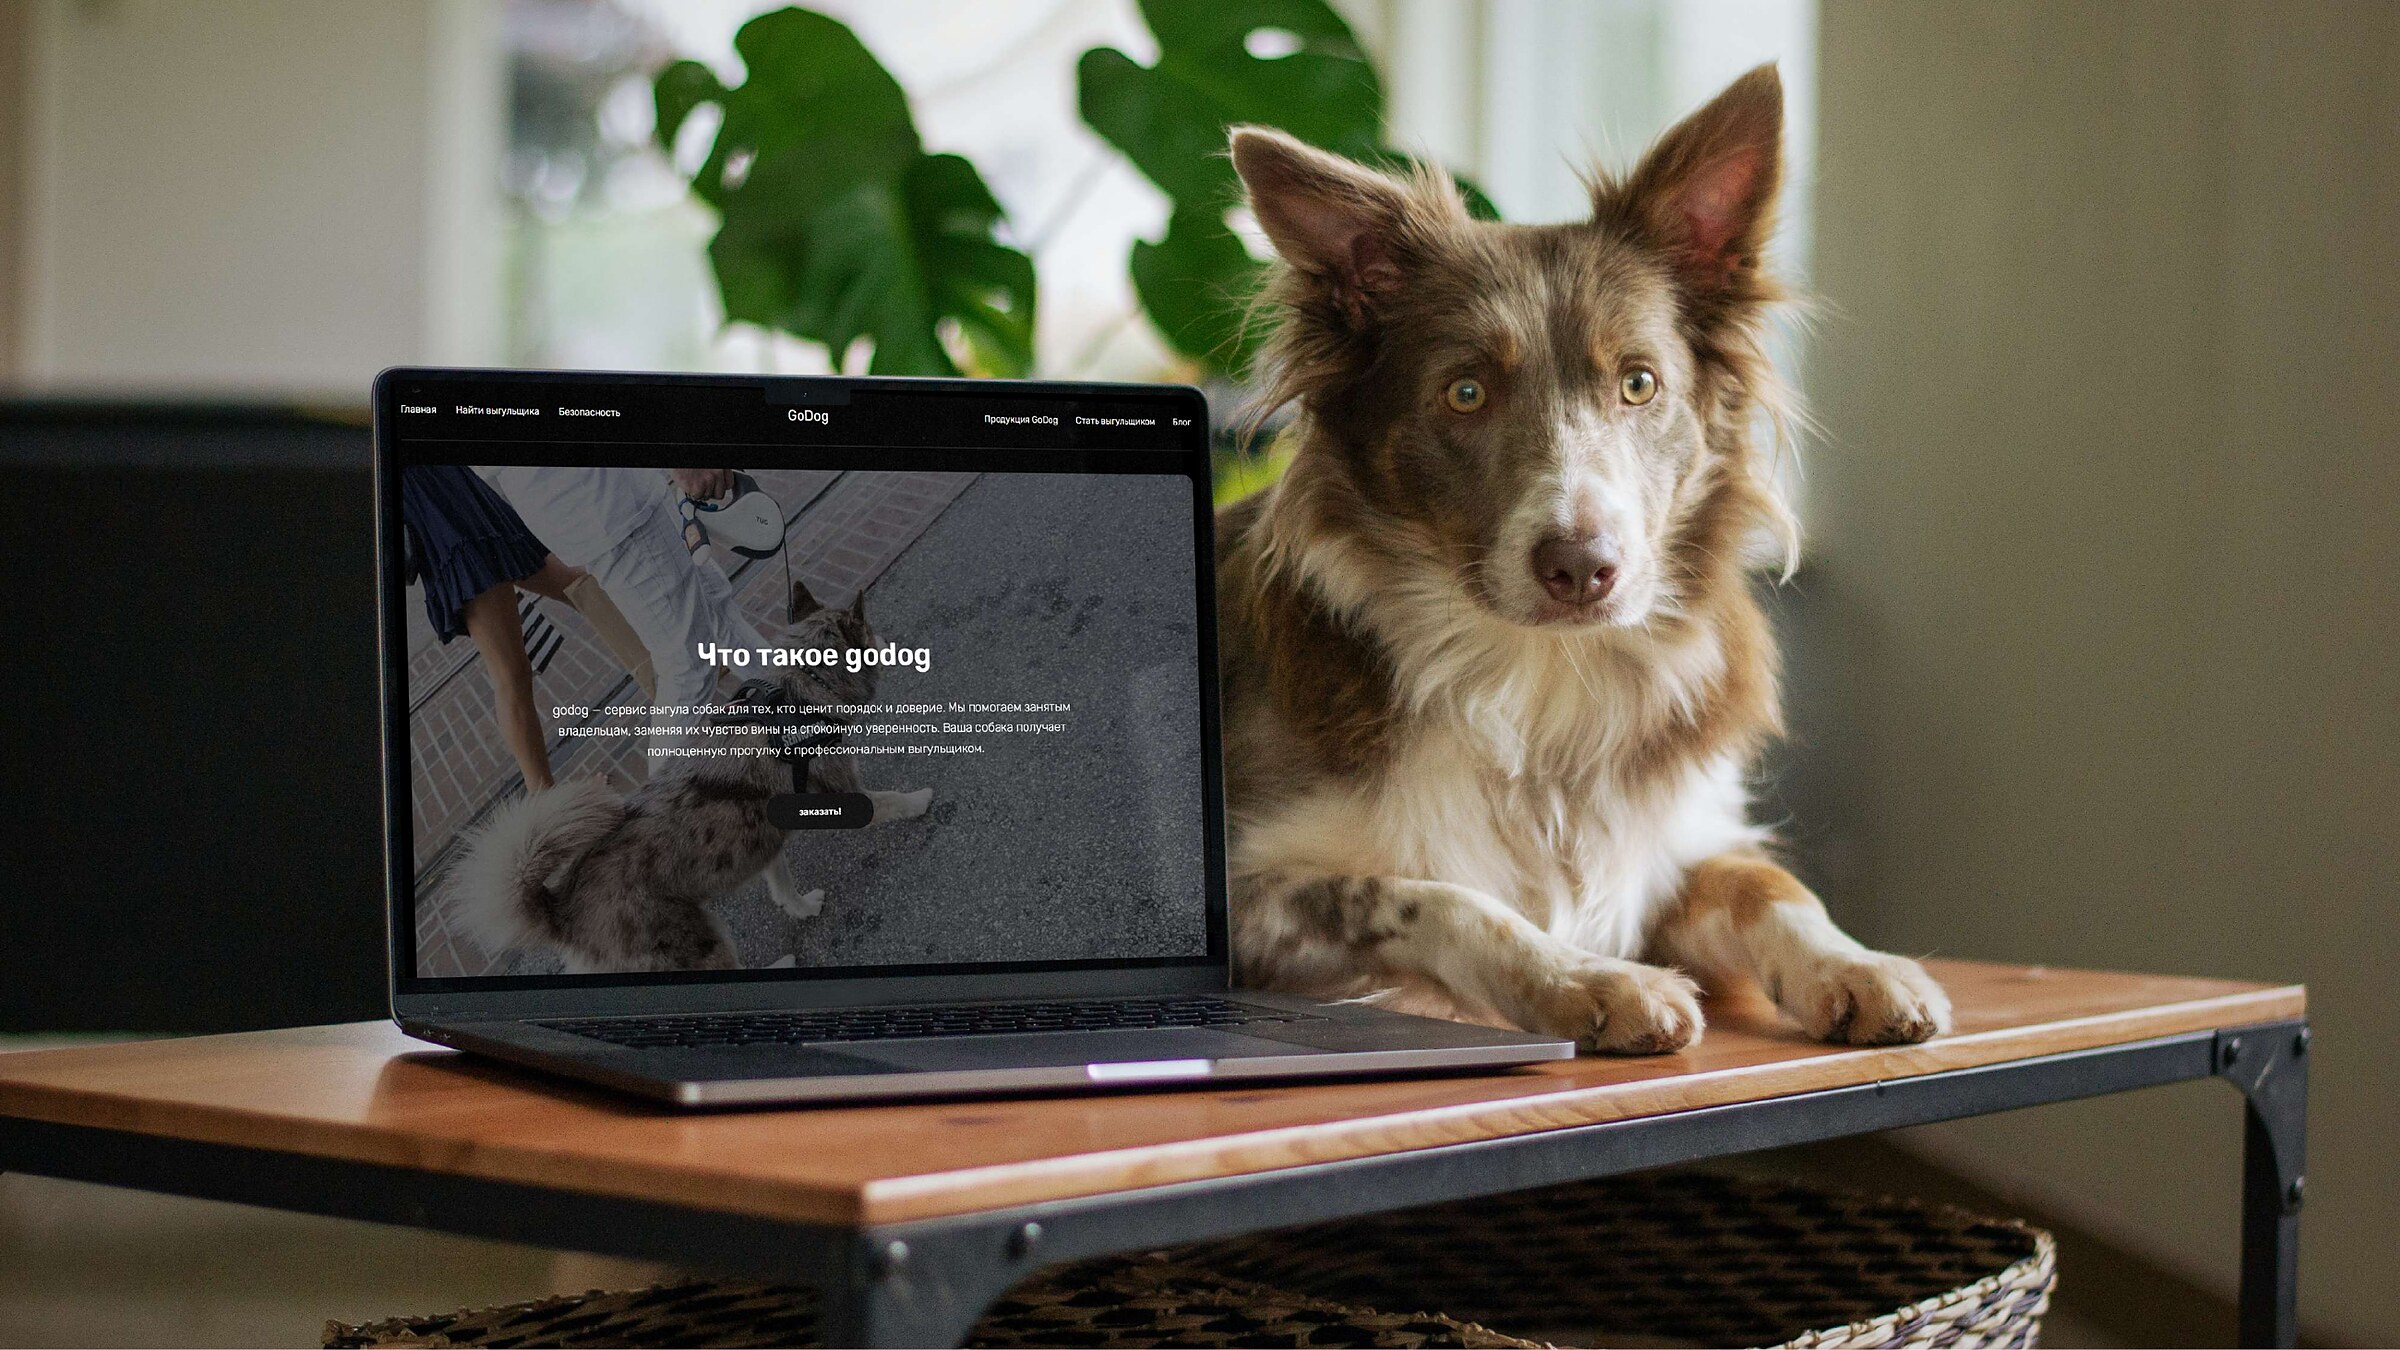 Главная Найти выгульщика Безопасность GoDog Продукция GoDog Стать выгульщиком Блог
Что такое godog
godog — сервис выгула собак для тех, кто ценит порядок и доверие. Мы помогаем занятым
владельцам, заменяя их чувство вины на спокойную уверенность. Ваша собака получает
полноценную прогулку с профессиональным выгульщиком.
заказать!